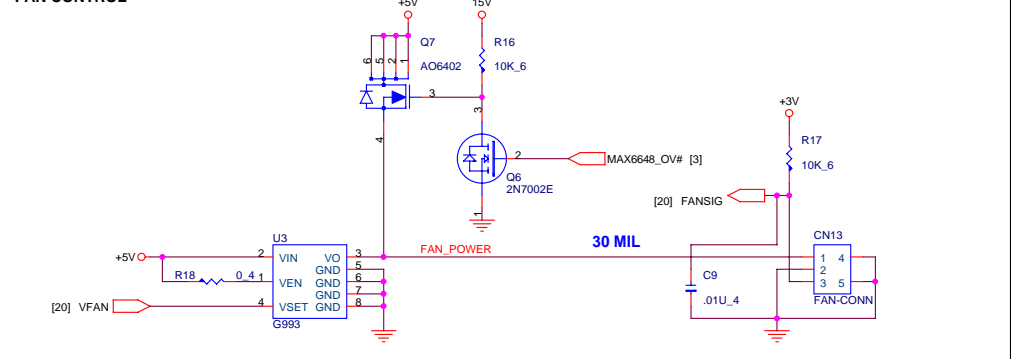 FAN CONTROL
+5V
15V
Q7
AO6402
6
5
2
1
3
4
R16
10K_6
3
2
1
MAX6648_OV# [3]
Q6
2N7002E
+3V
R17
10K_6
[20] FANSIG
30 MIL
FAN_POWER
CN13
1 4
2
3 5
FAN-CONN
C9
.01U_4
U3
+5V
2 VIN VO 3
GND 5
R18 0_4 1 VEN GND 6
GND 7
[20] VFAN 4 VSET GND 8
G993